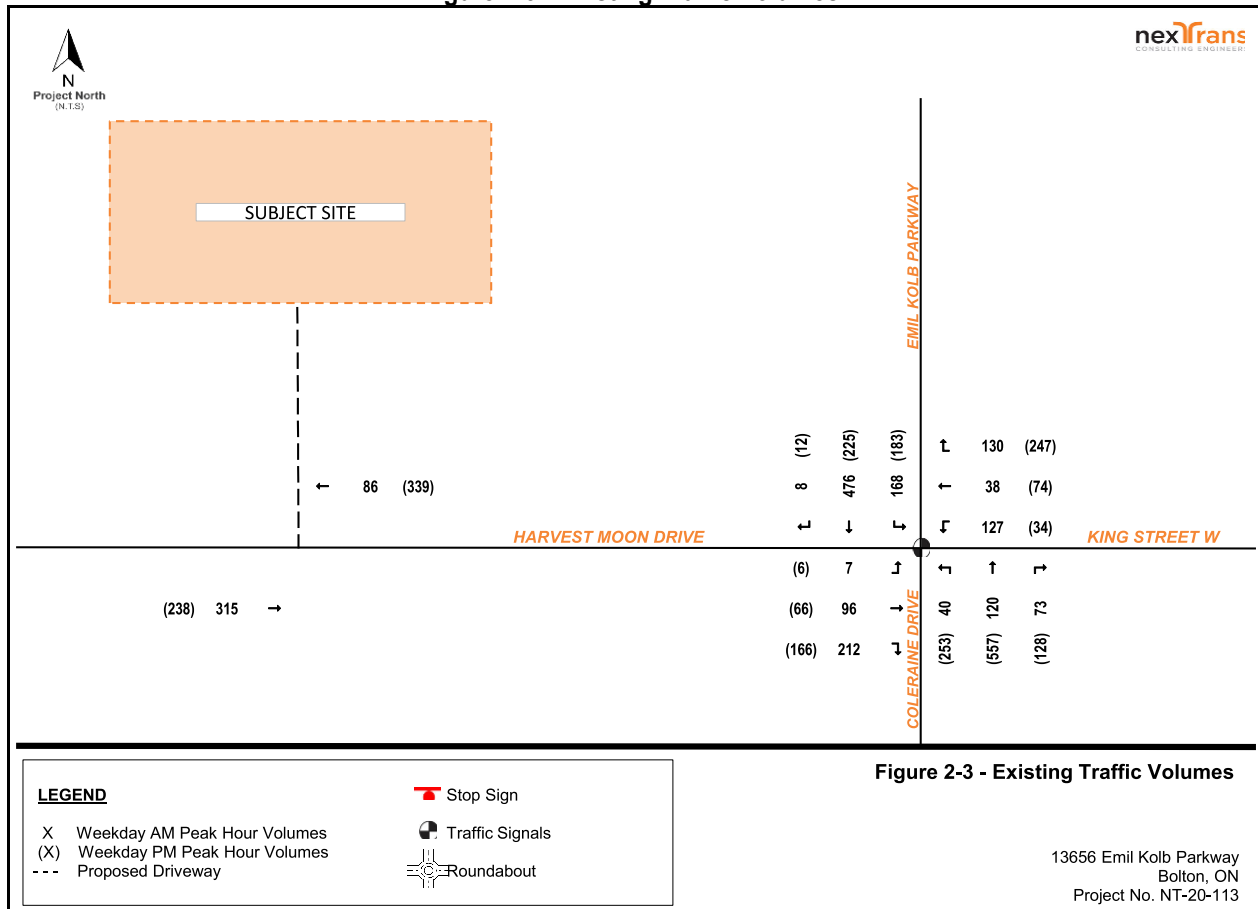 nexTrans
CONSULTING ENGINEERS
N
Project North
(N.T.S)
SUBJECT SITE
EMIL KOLB PARKWAY
(12) (225) (183)
8 476 168
130 (247)
38 (74)
127 (34)
86 (339)
HARVEST MOON DRIVE
KING STREET W
(238) 315
(6) 7
(66) 96
(166) 212
COLERAINE DRIVE
40 120 73
(253) (557) (128)
Figure 2-3 - Existing Traffic Volumes
LEGEND
X Weekday AM Peak Hour Volumes
(X) Weekday PM Peak Hour Volumes
--- Proposed Driveway
Stop Sign
Traffic Signals
Roundabout
13656 Emil Kolb Parkway
Bolton, ON
Project No. NT-20-113